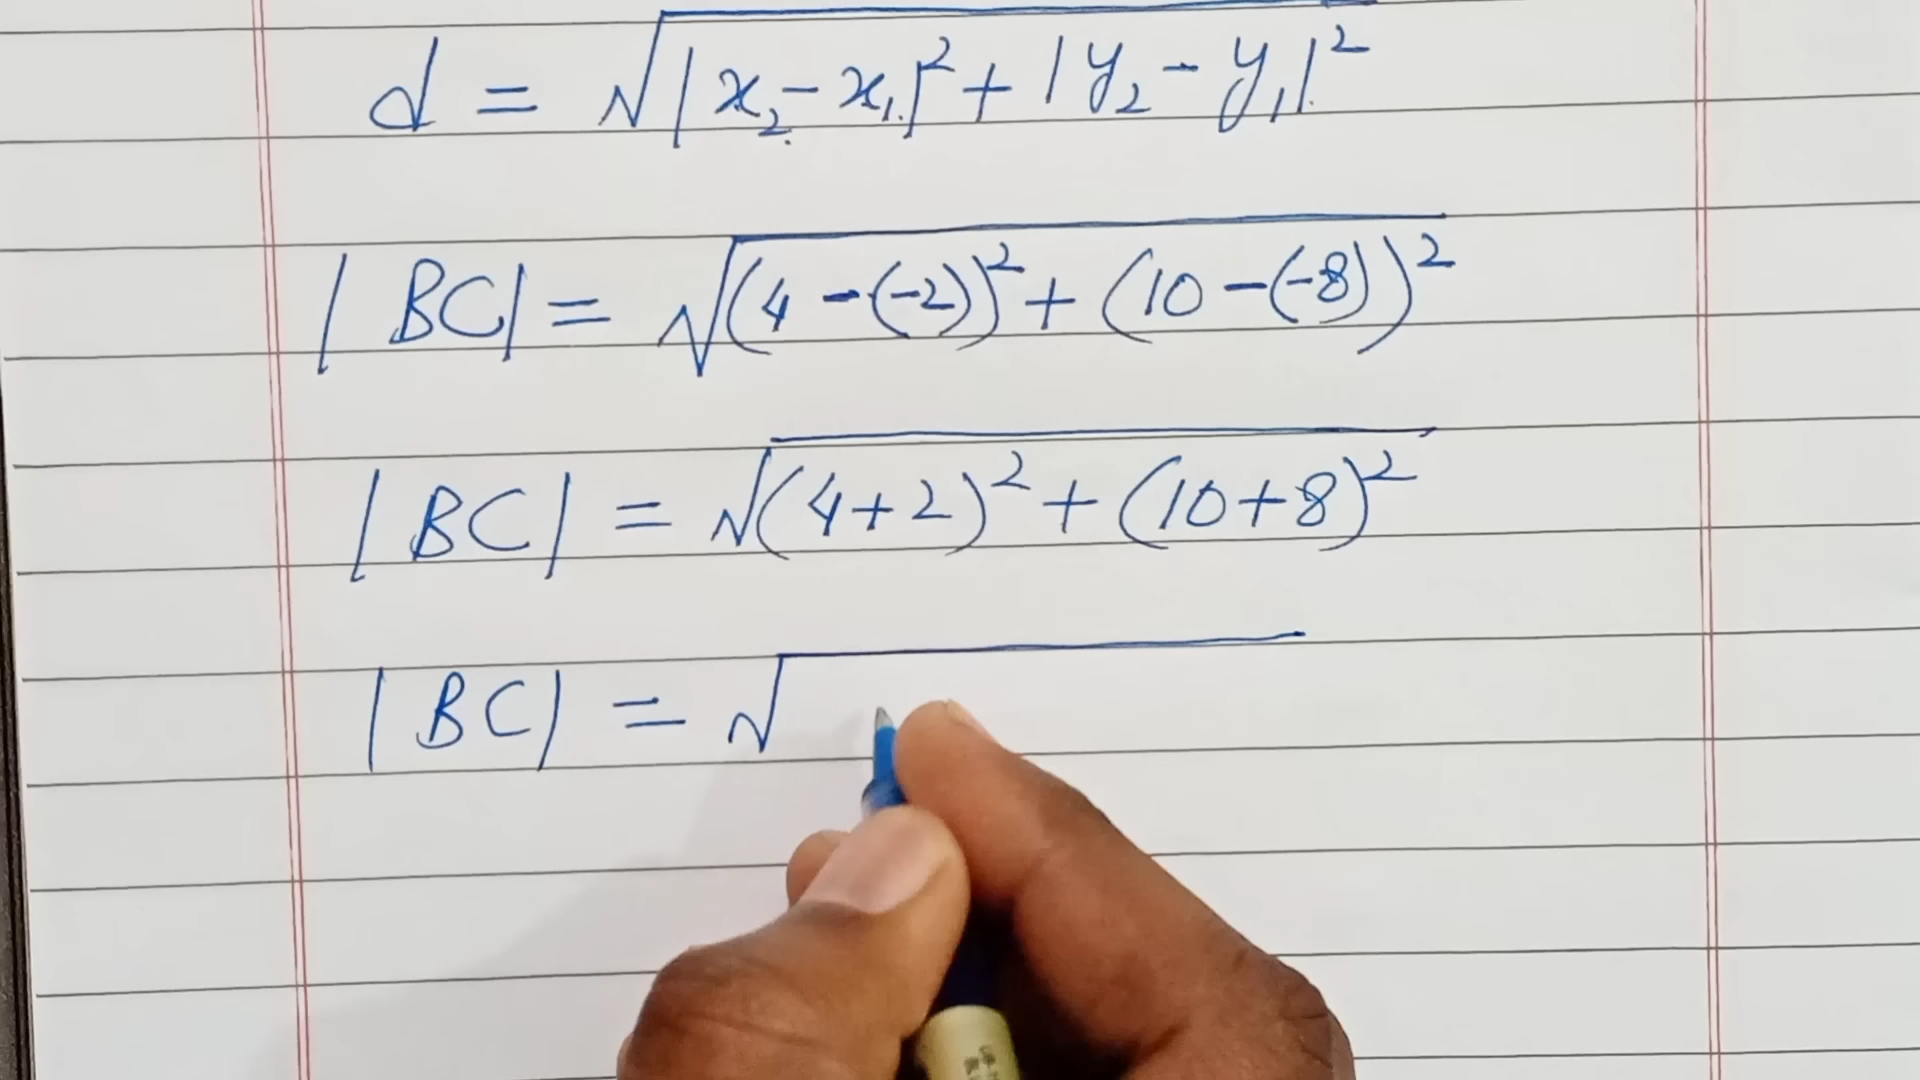 d = √|x₂ - x₁|² + |y₂ - y₁|²
|BC| = √(4 - (-2))² + (10 - (-8))²
|BC| = √(4+2)² + (10+8)²
|BC| = √